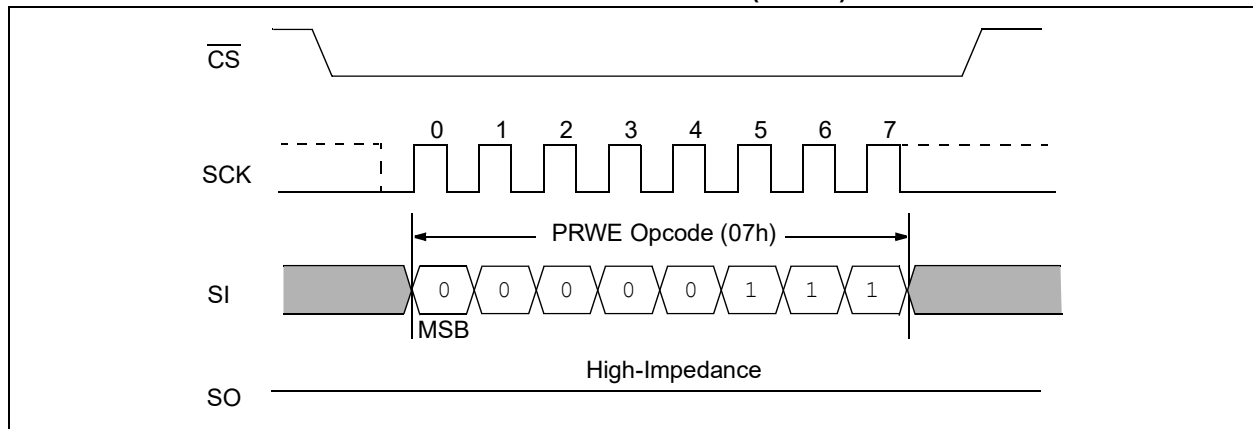 CS
0 1 2 3 4 5 6 7
SCK
PRWE Opcode (07h)
SI
0 0 0 0 0 1 1 1
MSB
High-Impedance
SO